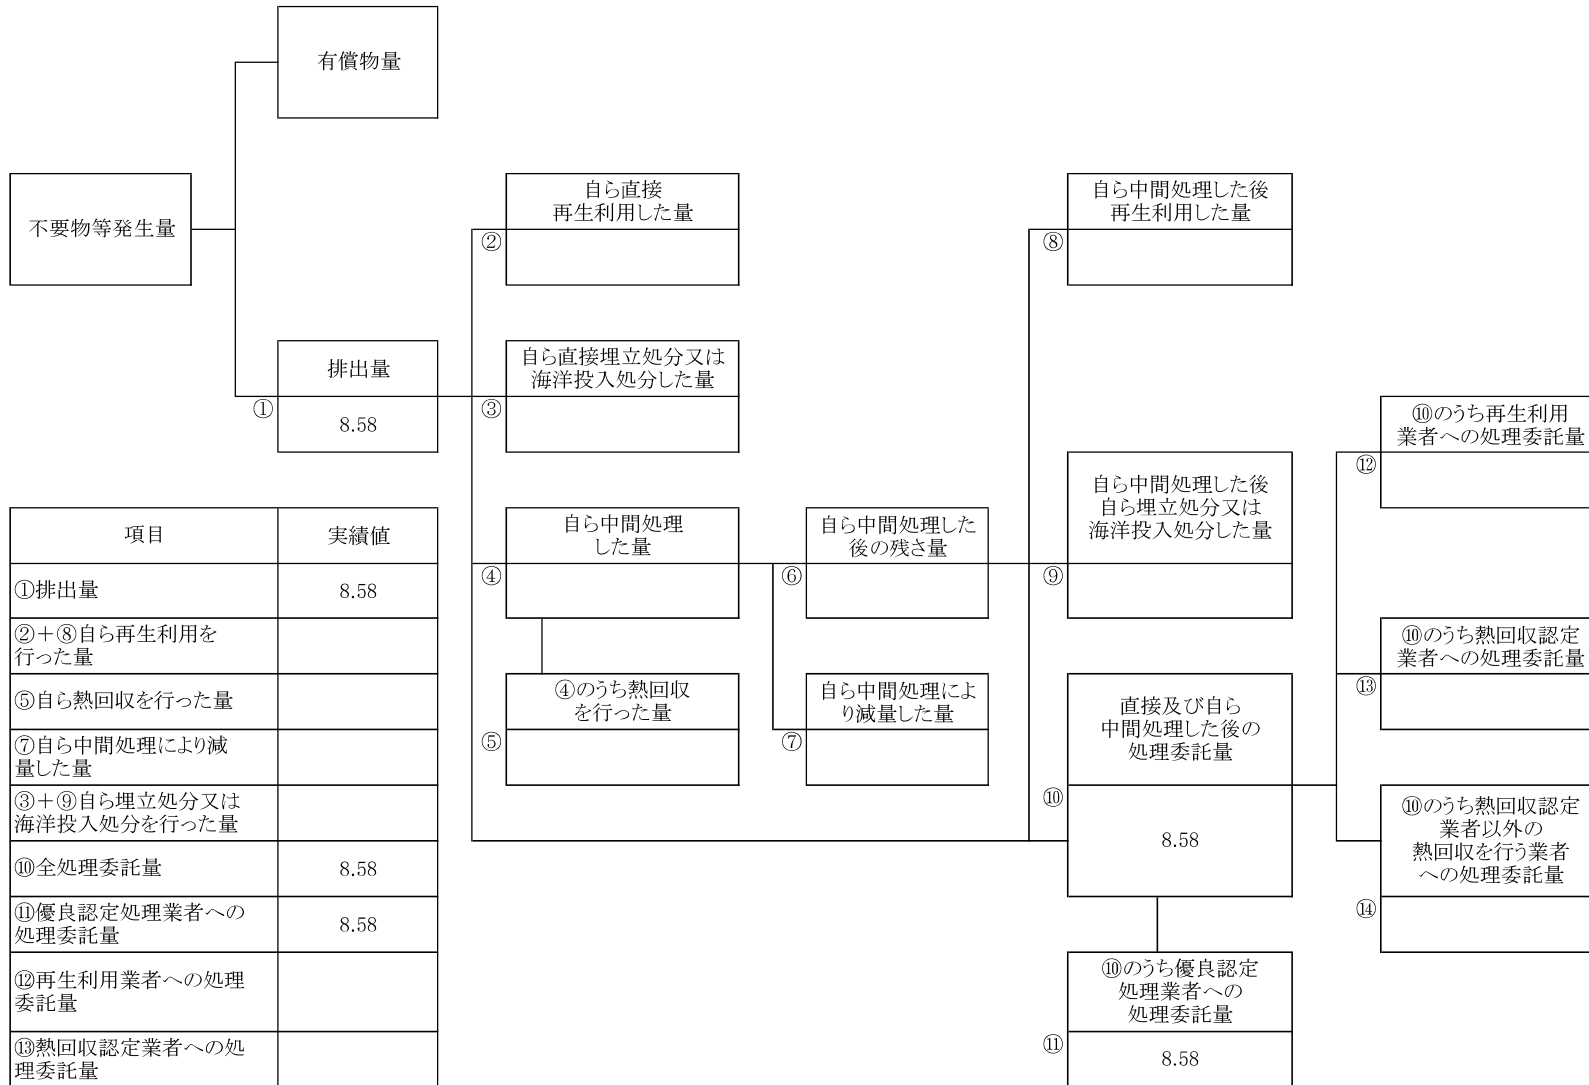 有償物量
不要物等発生量
排出量
①
8.58
自ら直接
再生利用した量
②
自ら直接埋立処分又は
海洋投入処分した量
③
自ら中間処理
した量
④
④のうち熱回収
を行った量
⑤
自ら中間処理した
後の残さ量
⑥
自ら中間処理によ
り減量した量
⑦
自ら中間処理した後
再生利用した量
⑧
自ら中間処理した後
自ら埋立処分又は
海洋投入処分した量
⑨
直接及び自ら
中間処理した後の
処理委託量
⑩
8.58
⑩のうち優良認定
処理業者への
処理委託量
⑪
8.58
⑩のうち再生利用
業者への処理委託量
⑫
⑩のうち熱回収認定
業者への処理委託量
⑬
⑩のうち熱回収認定
業者以外の
熱回収を行う業者
への処理委託量
⑭
項目 実績値
①排出量 8.58
②＋⑧自ら再生利用を
行った量
⑤自ら熱回収を行った量
⑦自ら中間処理により減
量した量
③＋⑨自ら埋立処分又は
海洋投入処分を行った量
⑩全処理委託量 8.58
⑪優良認定処理業者への
処理委託量 8.58
⑫再生利用業者への処理
委託量
⑬熱回収認定業者への処
理委託量